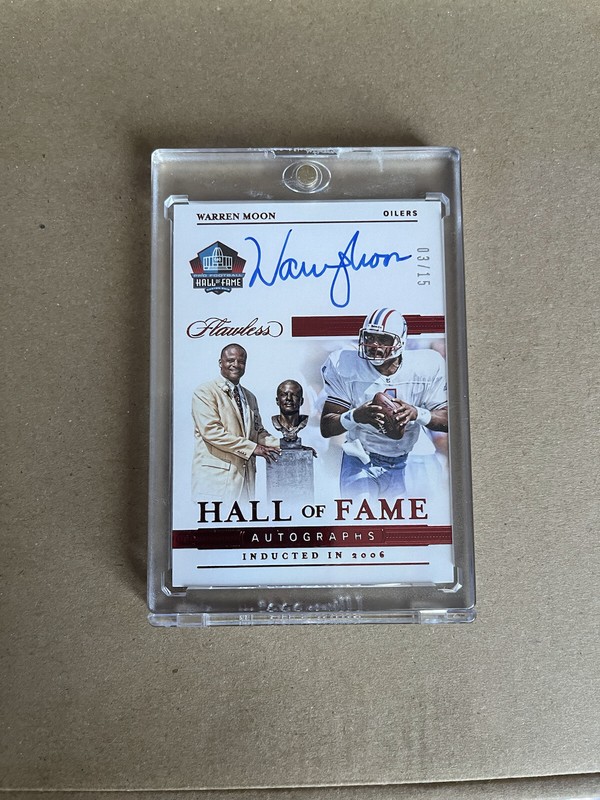 WARREN MOON
OILERS
PRO FOOTBALL
HALL OF FAME
Warren Moon
03/15
Flawless
1
HALL OF FAME
AUTOGRAPHS
INDUCTED IN 2006